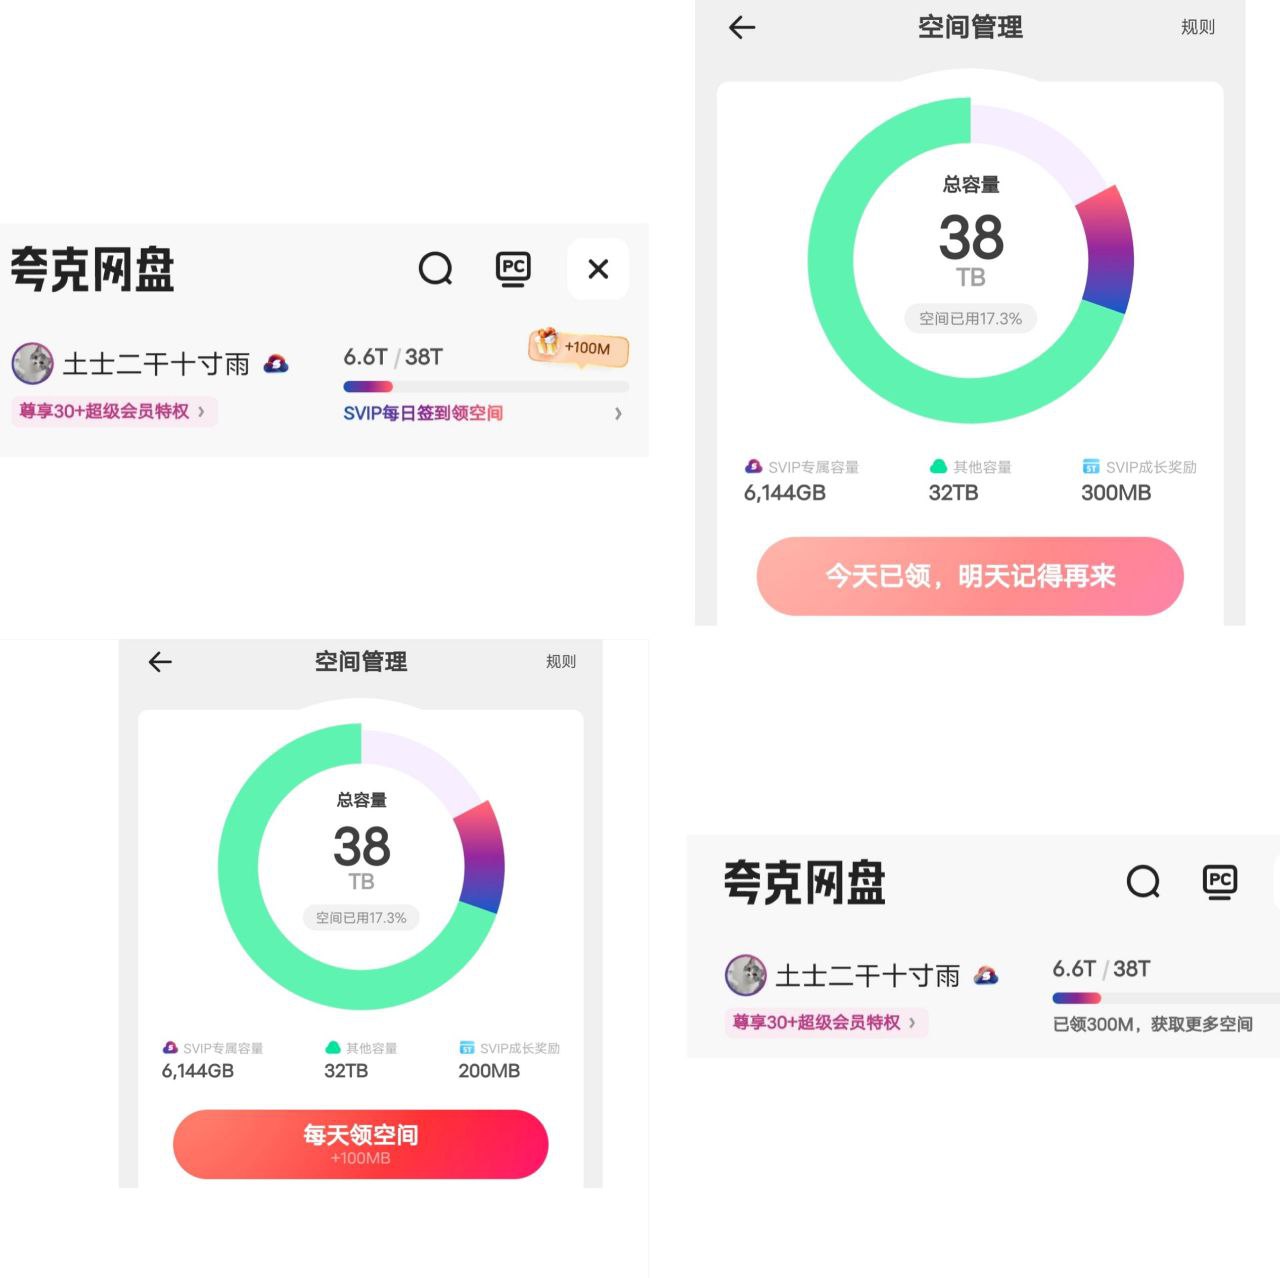 夸克网盘
PC
土士二干十寸雨
尊享30+超级会员特权 >
6.6T / 38T
+100M
SVIP每日签到领空间 >
空间管理
规则
总容量
38
TB
空间已用17.3%
SVIP专属容量
6,144GB
其他容量
32TB
SVIP成长奖励
300MB
今天已领，明天记得再来
空间管理
规则
总容量
38
TB
空间已用17.3%
SVIP专属容量
6,144GB
其他容量
32TB
SVIP成长奖励
200MB
每天领空间
+100MB
夸克网盘
PC
土士二干十寸雨
尊享30+超级会员特权 >
6.6T / 38T
已领300M，获取更多空间